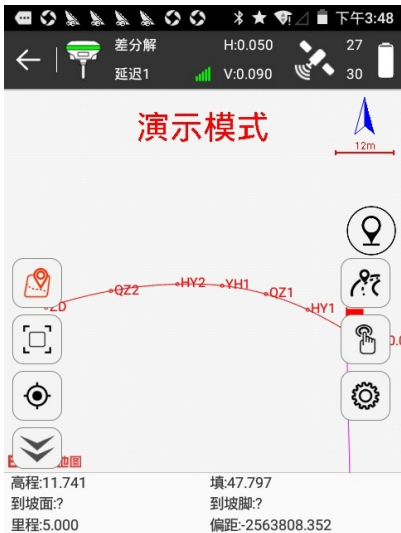 下午3:48
差分解 H:0.050 27
延迟1 V:0.090 30
演示模式
12m
QZ2 HY2 YH1 QZ1 HY1
ZD
地图
高程:11.741 填:47.797
到坡面:? 到坡脚:?
里程:5.000 偏距:-2563808.352